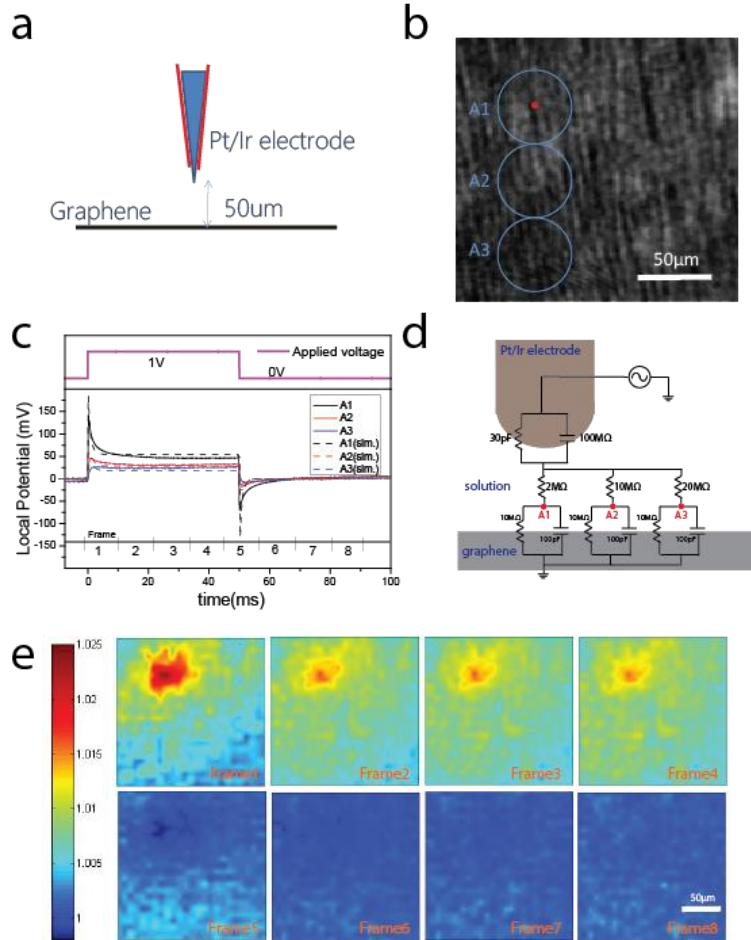 a
Pt/Ir electrode
Graphene
50um
b
A1
A2
A3
50µm
c
Applied voltage
1V
0V
Local Potential (mV)
150
100
50
0
-50
-100
-150
A1
A2
A3
A1(sim.)
A2(sim.)
A3(sim.)
Frame
1 2 3 4 5 6 7 8
0 20 40 60 80 100
time(ms)
d
Pt/Ir electrode
30pF
100MΩ
solution
2MΩ
10MΩ
20MΩ
A1
A2
A3
10MΩ
10MΩ
10MΩ
100pF
100pF
100pF
graphene
e
1.025
1.02
1.015
1.01
1.005
1
Frame1
Frame2
Frame3
Frame4
Frame5
Frame6
Frame7
50µm
Frame8